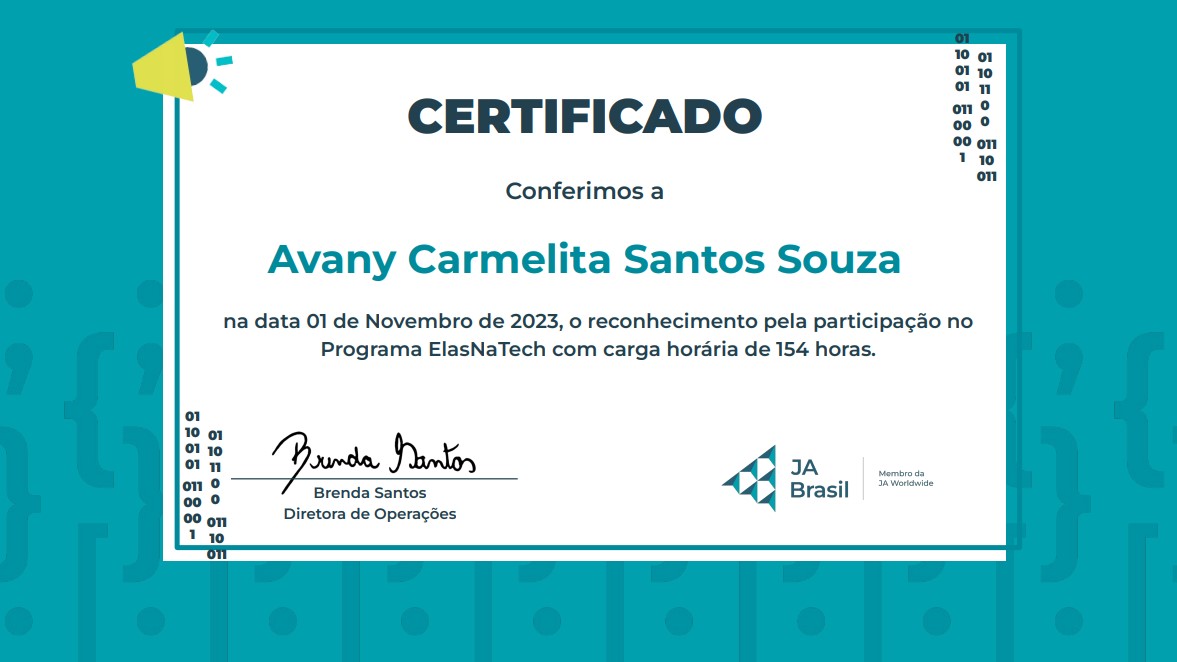 CERTIFICADO
Conferimos a
Avany Carmelita Santos Souza
na data 01 de Novembro de 2023, o reconhecimento pela participação no
Programa ElasNaTech com carga horária de 154 horas.
01
10
01
01
011
00
00
1
01
10
11
0
0
011
10
011
01
10
01
01
011
00
00
1
01
10
11
0
0
011
10
011
Brenda Santos
Brenda Santos
Diretora de Operações
JA
Brasil
Membro da
JA Worldwide